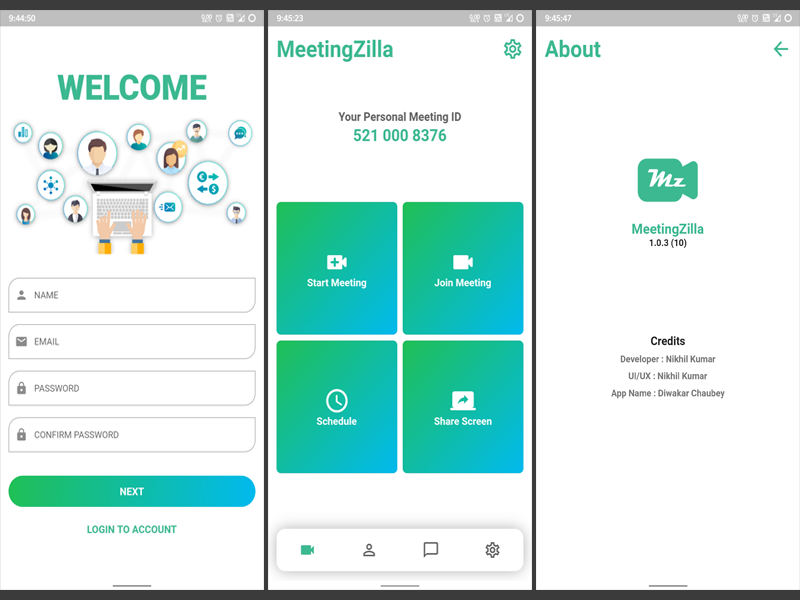 9:44:50
WELCOME
NAME
EMAIL
PASSWORD
CONFIRM PASSWORD
NEXT
LOGIN TO ACCOUNT
9:45:23
MeetingZilla
Your Personal Meeting ID
521 000 8376
Start Meeting
Join Meeting
Schedule
Share Screen
9:45:47
About
Mz
MeetingZilla
1.0.3 (10)
Credits
Developer : Nikhil Kumar
UI/UX : Nikhil Kumar
App Name : Diwakar Chaubey